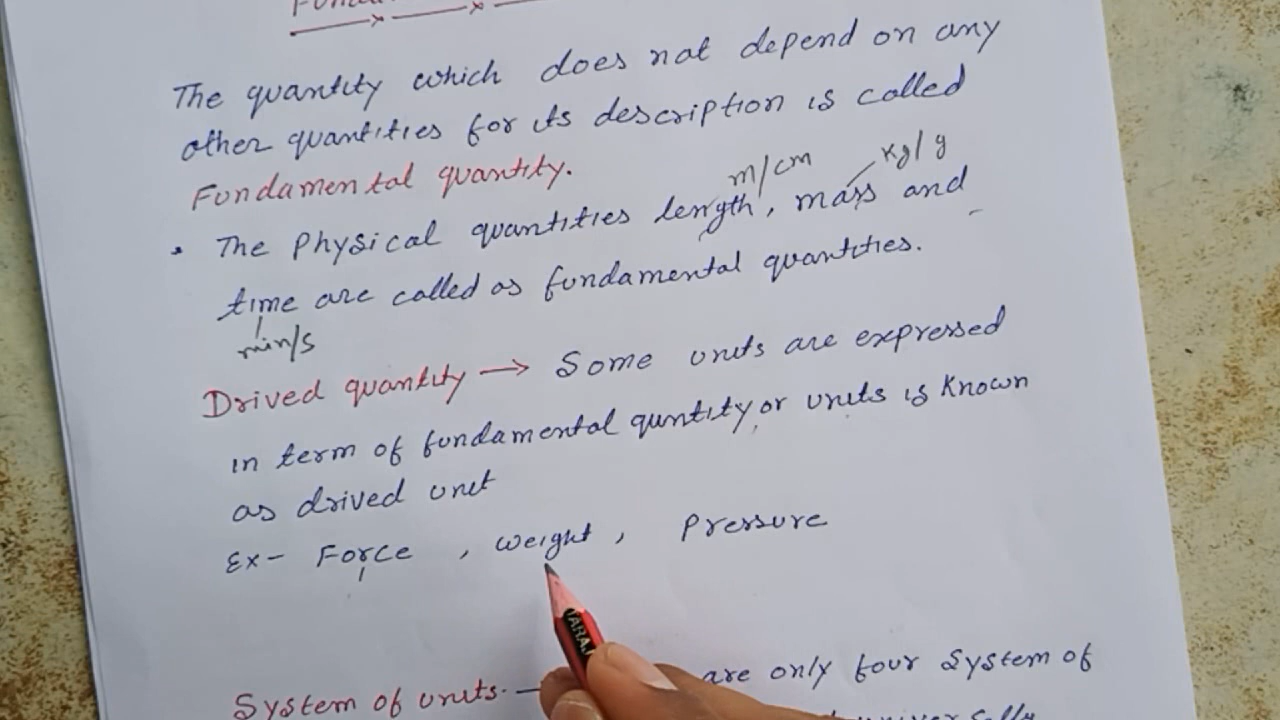 The quantity which does not depend on any
other quantities for its description is called
Fundamental quantity.
m/cm kg/g
• The Physical quantities length, mass and
time are called as fundamental quantities.
min/s
Drived quantity → Some units are expressed
in term of fundamental quntity or units is known
as drived unit
Ex- Force , weight , Pressure
System of units. — are only four system of